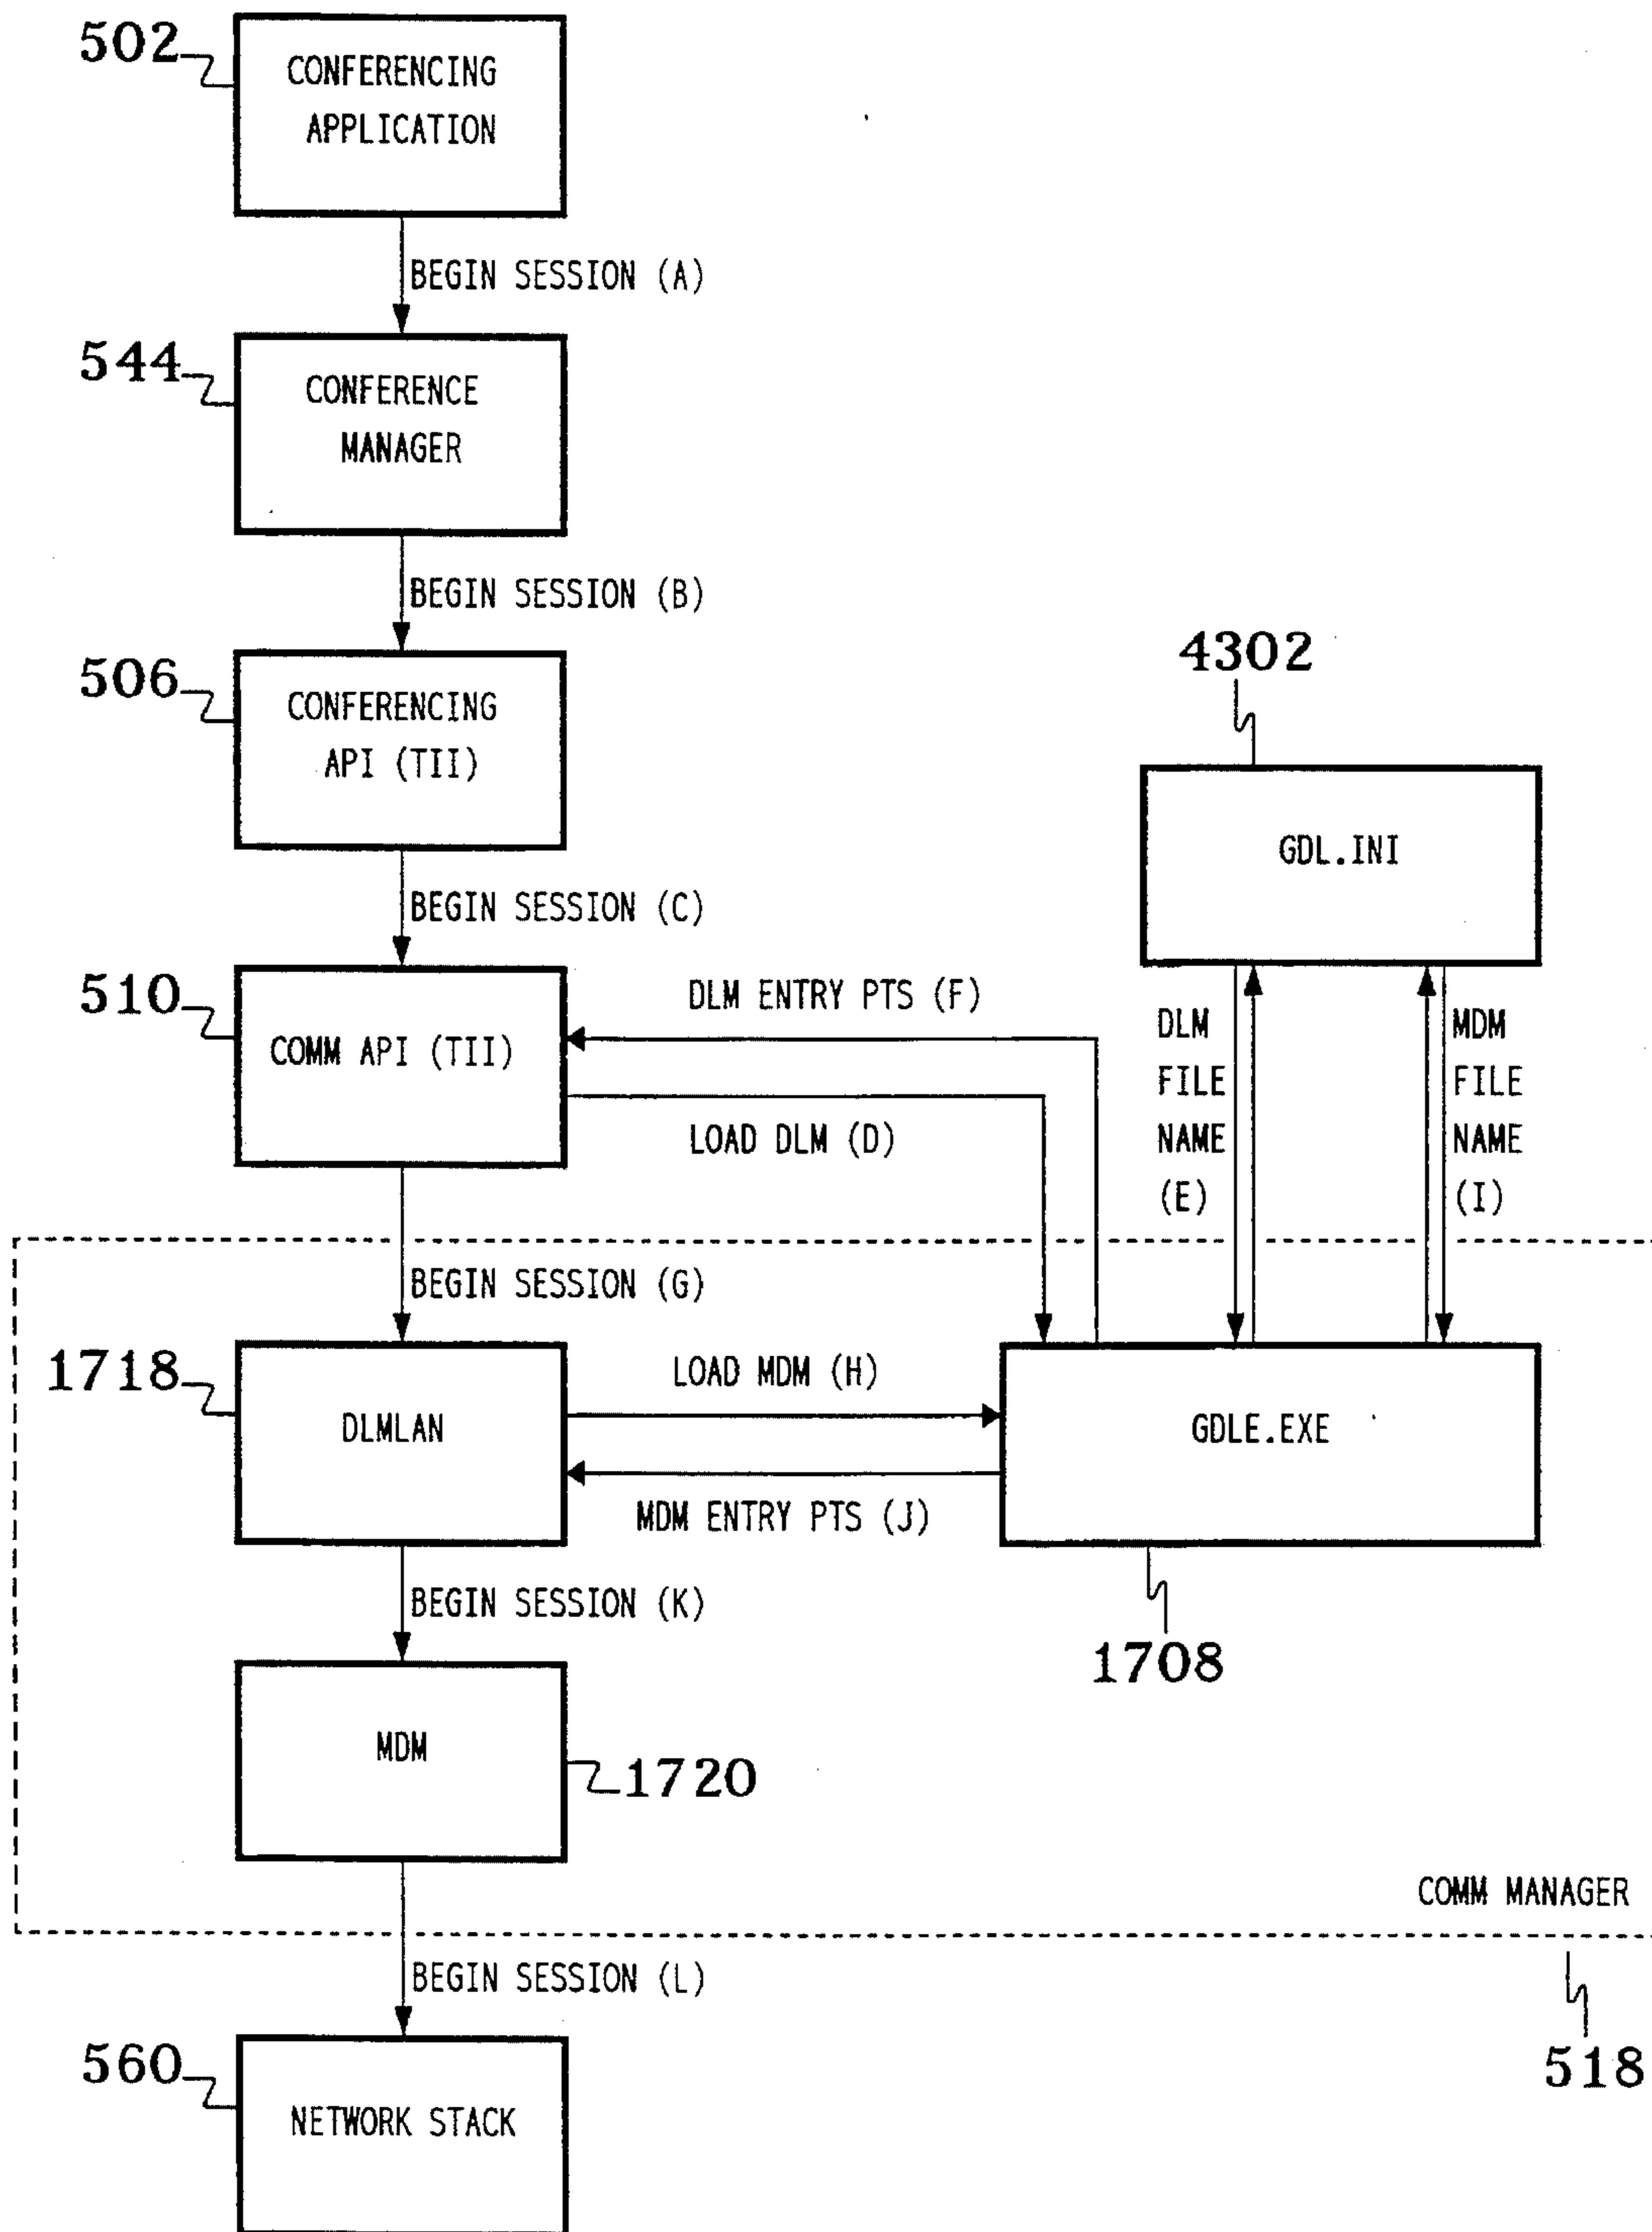 502
CONFERENCING
APPLICATION
BEGIN SESSION (A)
544
CONFERENCE
MANAGER
BEGIN SESSION (B)
506
CONFERENCING
API (TII)
4302
GDL.INI
BEGIN SESSION (C)
510
COMM API (TII)
DLM ENTRY PTS (F)
LOAD DLM (D)
DLM
FILE
NAME
(E)
MDM
FILE
NAME
(I)
BEGIN SESSION (G)
1718
DLMLAN
LOAD MDM (H)
MDM ENTRY PTS (J)
GDLE.EXE
1708
BEGIN SESSION (K)
MDM
1720
COMM MANAGER
518
BEGIN SESSION (L)
560
NETWORK STACK